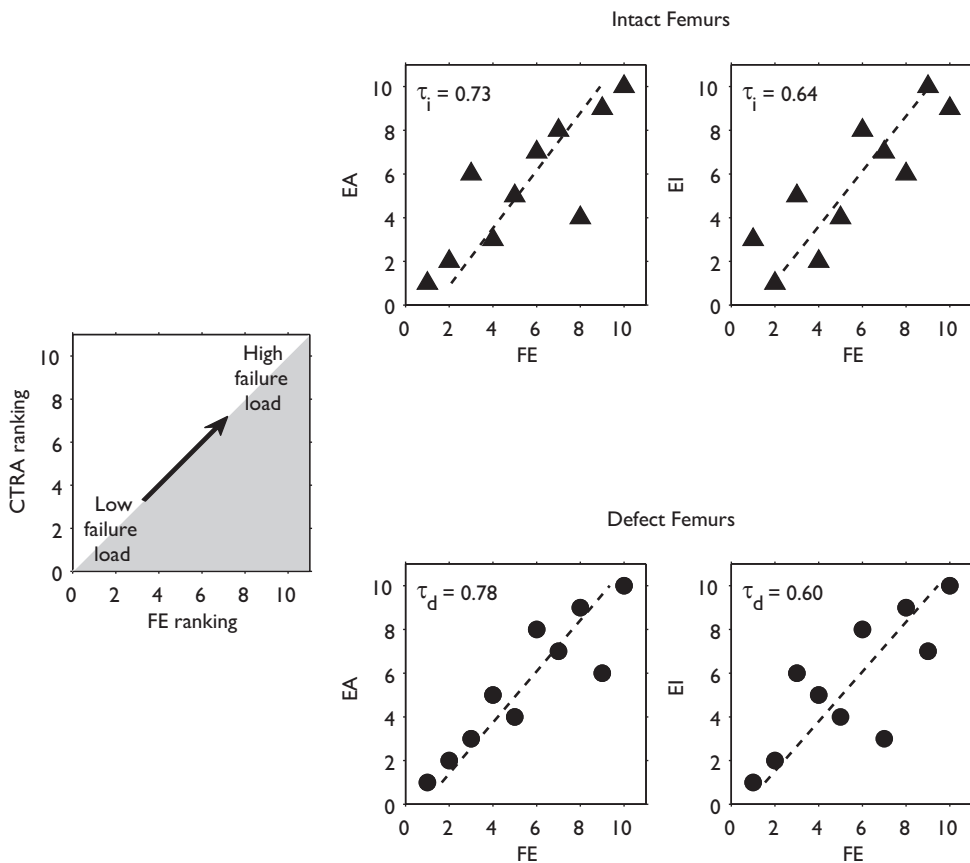 Intact Femurs
τi = 0.73
EA
10
8
6
4
2
0
0 2 4 6 8 10
FE
τi = 0.64
EI
10
8
6
4
2
0
0 2 4 6 8 10
FE
CTRA ranking
10
8
6
4
2
0
High
failure
load
Low
failure
load
0 2 4 6 8 10
FE ranking
Defect Femurs
τd = 0.78
EA
10
8
6
4
2
0
0 2 4 6 8 10
FE
τd = 0.60
EI
10
8
6
4
2
0
0 2 4 6 8 10
FE